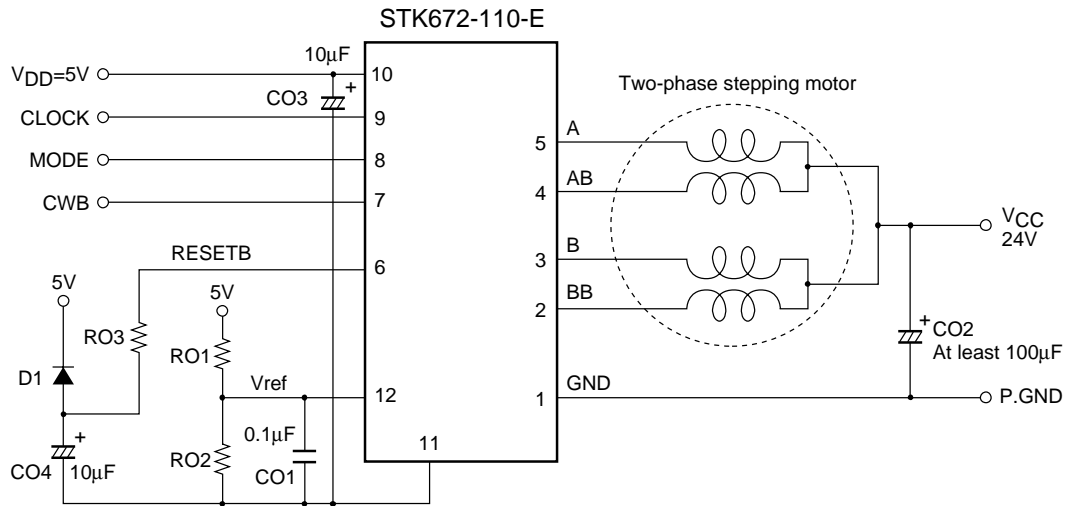 STK672-110-E
VDD=5V
10µF
CO3
+
10
CLOCK
9
MODE
8
CWB
7
RESETB
6
5V
RO3
D1
+
CO4
10µF
5V
RO1
Vref
12
RO2
0.1µF
CO1
11
Two-phase stepping motor
5
A
4
AB
3
B
2
BB
1
GND
VCC
24V
+
CO2
At least 100µF
P.GND